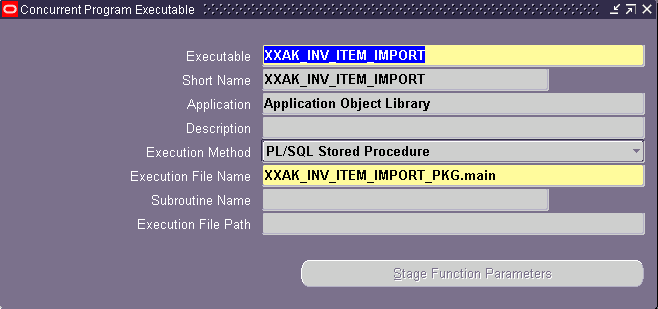 Concurrent Program Executable
Executable XXAK_INV_ITEM_IMPORT
Short Name XXAK_INV_ITEM_IMPORT
Application Application Object Library
Description
Execution Method PL/SQL Stored Procedure
Execution File Name XXAK_INV_ITEM_IMPORT_PKG.main
Subroutine Name
Execution File Path
Stage Function Parameters